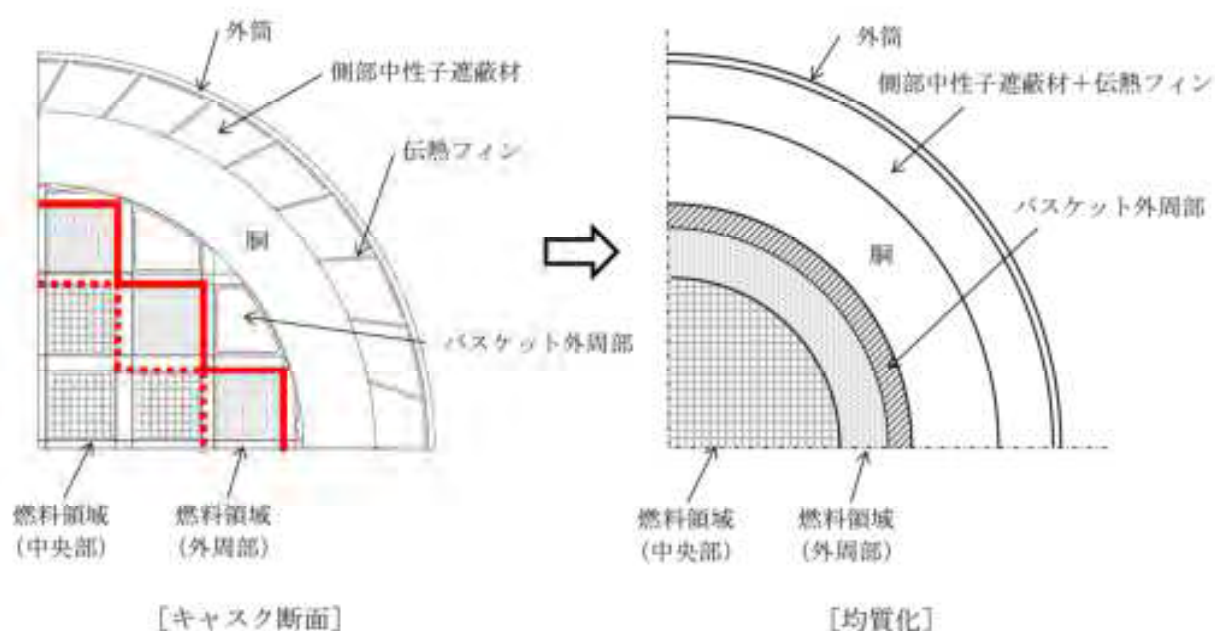 外筒
側部中性子遮蔽材
伝熱フィン
胴
バスケット外周部
燃料領域
(中央部)
燃料領域
(外周部)
[キャスク断面]
外筒
側部中性子遮蔽材+伝熱フィン
バスケット外周部
胴
燃料領域
(中央部)
燃料領域
(外周部)
[均質化]